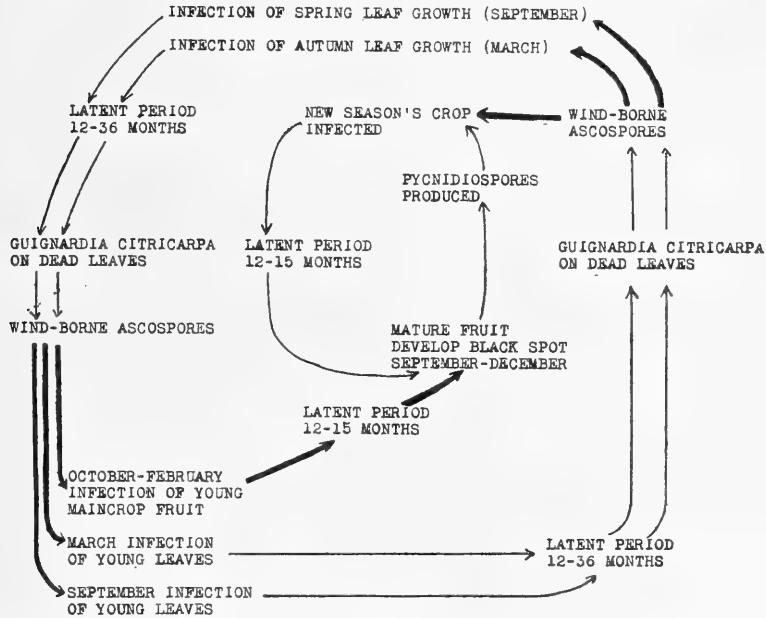 INFECTION OF SPRING LEAF GROWTH (SEPTEMBER)
INFECTION OF AUTUMN LEAF GROWTH (MARCH)
LATENT PERIOD
12-36 MONTHS
NEW SEASON'S CROP
INFECTED
WIND-BORNE
ASCOSPORES
PYCNIDIOSPORES
PRODUCED
GUIGNARDIA CITRICARPA
ON DEAD LEAVES
LATENT PERIOD
12-15 MONTHS
GUIGNARDIA CITRICARPA
ON DEAD LEAVES
WIND-BORNE ASCOSPORES
MATURE FRUIT
DEVELOP BLACK SPOT
SEPTEMBER-DECEMBER
LATENT PERIOD
12-15 MONTHS
OCTOBER-FEBRUARY
INFECTION OF YOUNG
MAINCROP FRUIT
MARCH INFECTION
OF YOUNG LEAVES
LATENT PERIOD
12-36 MONTHS
SEPTEMBER INFECTION
OF YOUNG LEAVES